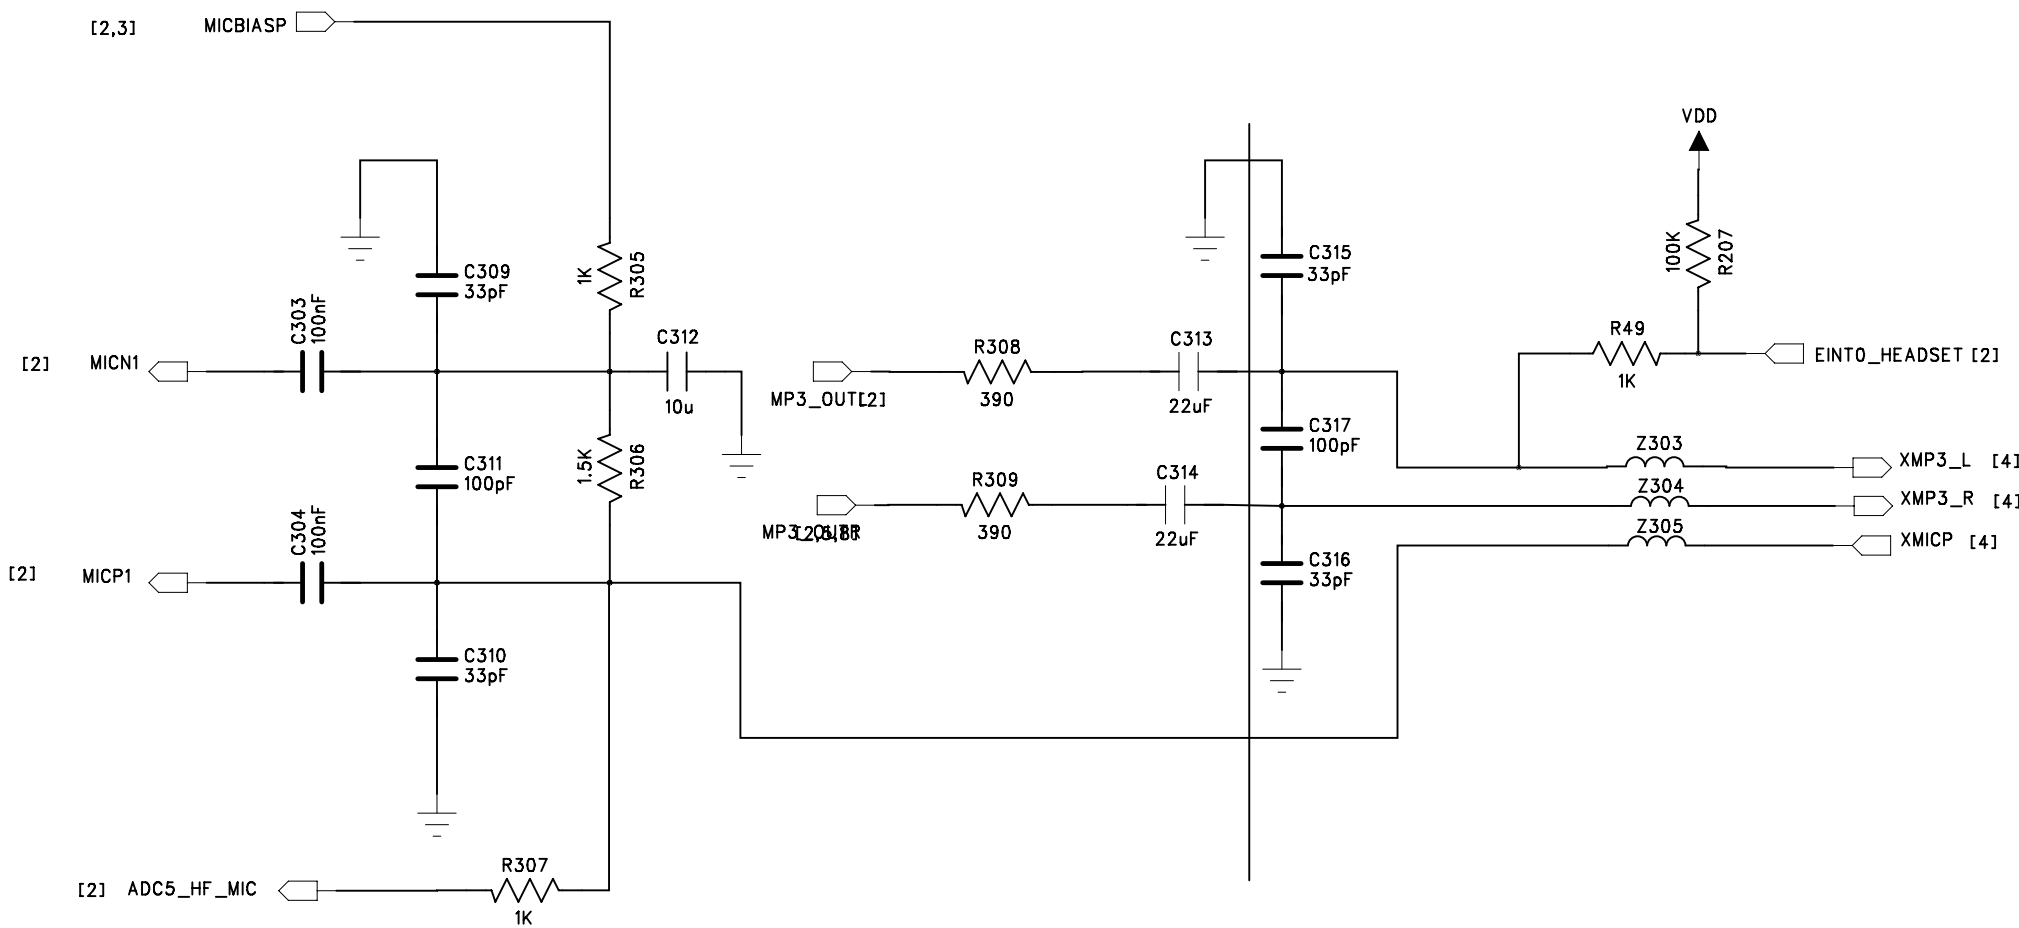 [2,3] MICBIASP
VDD
C309
33pF
1K
R305
C315
33pF
100K
R207
C303
100nF
C312
10u
[2] MICN1
R308
390
C313
22uF
R49
1K
EINT0_HEADSET [2]
MP3_OUTL [2]
C311
100pF
1.5K
R306
C317
100pF
Z303
XMP3_L [4]
R309
390
C314
22uF
Z304
XMP3_R [4]
C304
100nF
Z305
XMICP [4]
[2] MICP1
C316
33pF
C310
33pF
R307
1K
[2] ADC5_HF_MIC